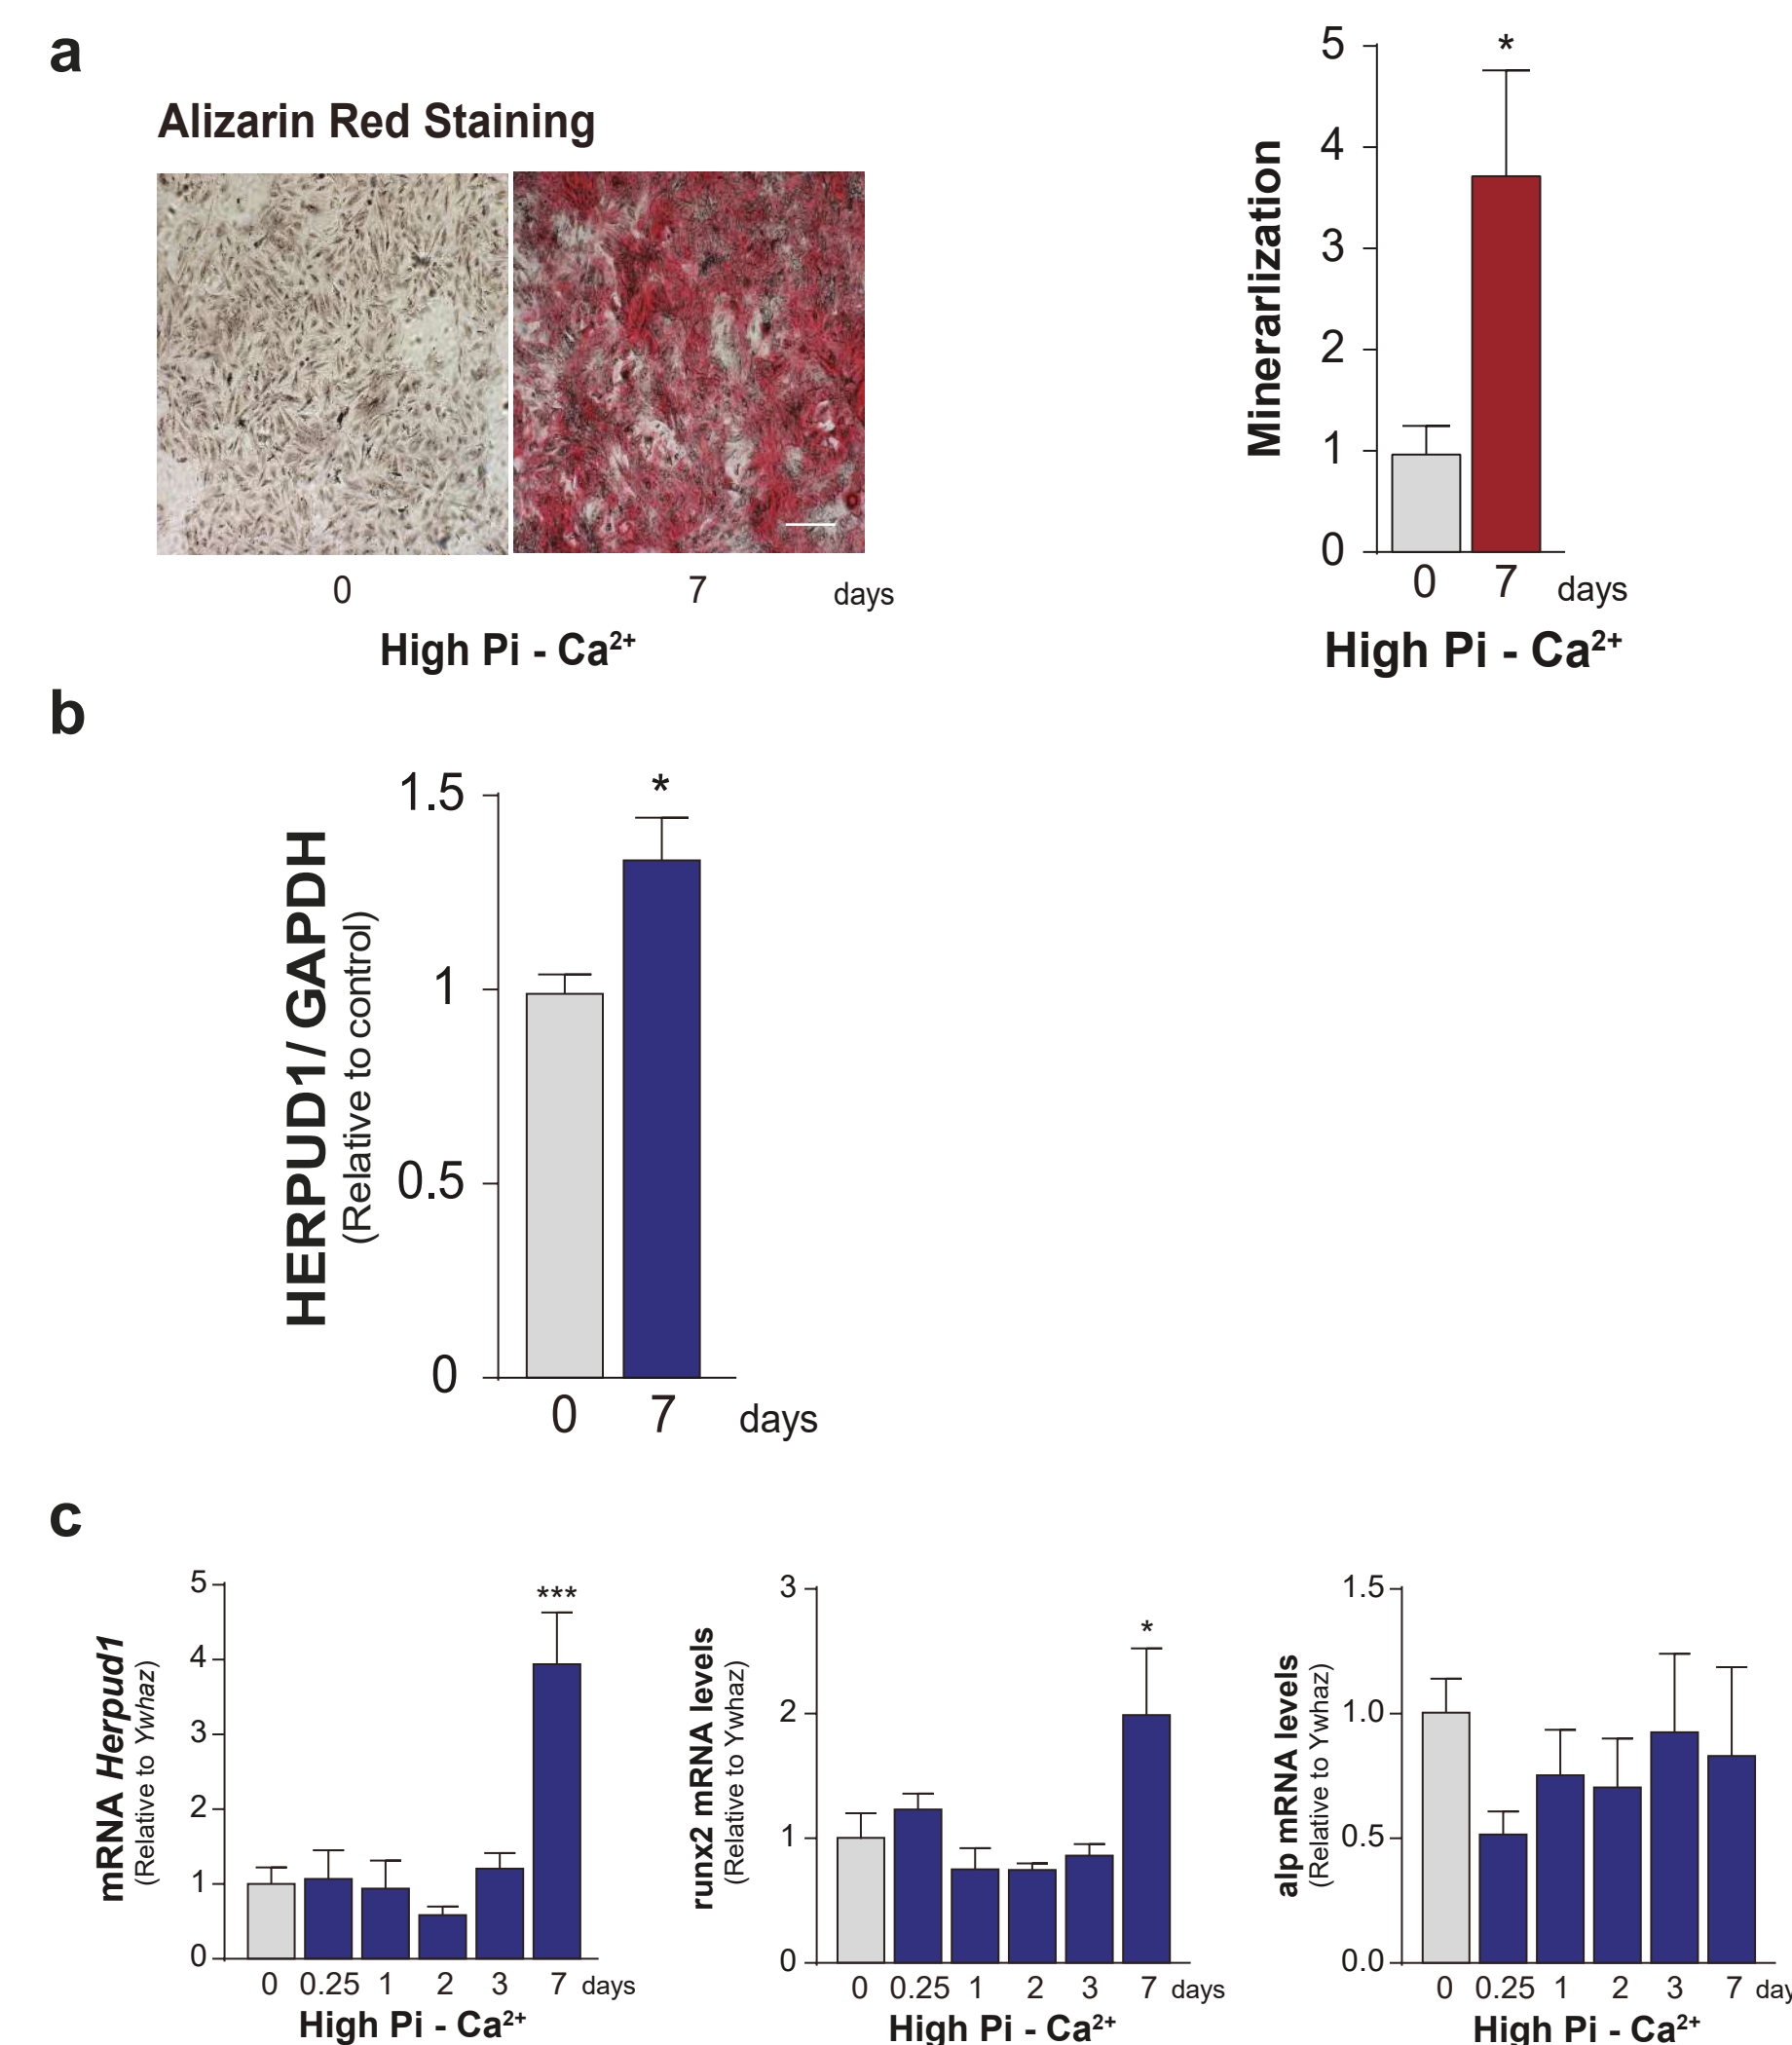 a
Alizarin Red Staining
0 7 days
High Pi - Ca²⁺
Minerarlization
5
4
3
2
1
0
*
0 7 days
High Pi - Ca²⁺
b
HERPUD1/ GAPDH
(Relative to control)
1.5
1
0.5
0
*
0 7 days
c
mRNA Herpud1
(Relative to Ywhaz)
5
4
3
2
1
0
***
0 0.25 1 2 3 7 days
High Pi - Ca²⁺
runx2 mRNA levels
(Relative to Ywhaz)
3
2
1
0
*
0 0.25 1 2 3 7 days
High Pi - Ca²⁺
alp mRNA levels
(Relative to Ywhaz)
1.5
1.0
0.5
0.0
0 0.25 1 2 3 7 day
High Pi - Ca²⁺